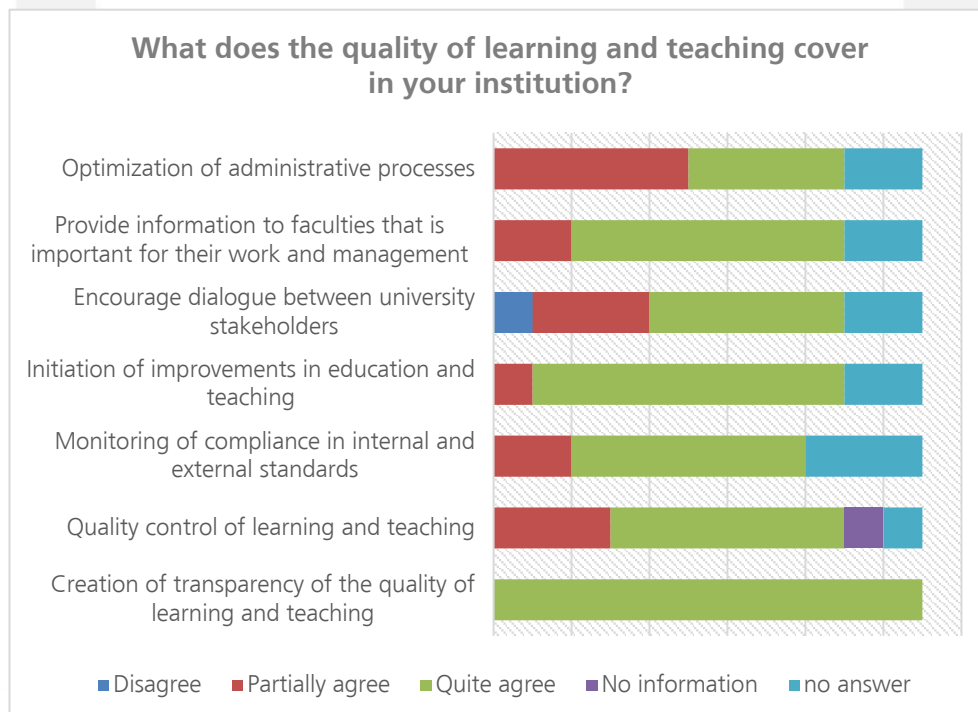 What does the quality of learning and teaching cover
in your institution?
Optimization of administrative processes
Provide information to faculties that is
important for their work and management
Encourage dialogue between university
stakeholders
Initiation of improvements in education and
teaching
Monitoring of compliance in internal and
external standards
Quality control of learning and teaching
Creation of transparency of the quality of
learning and teaching
Disagree Partially agree Quite agree No information no answer